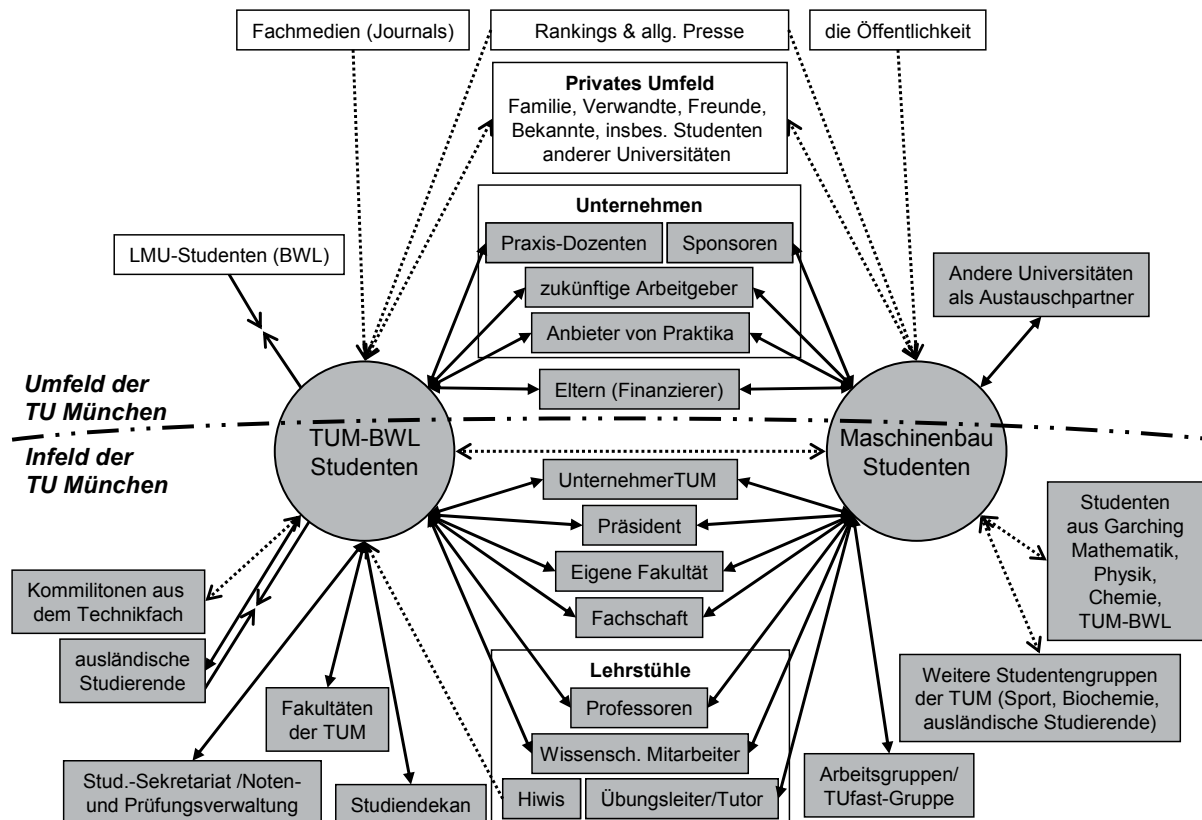 Fachmedien (Journals)
Rankings & allg. Presse
die Öffentlichkeit
Privates Umfeld
Familie, Verwandte, Freunde,
Bekannte, insbes. Studenten
anderer Universitäten
Unternehmen
Praxis-Dozenten
Sponsoren
LMU-Studenten (BWL)
zukünftige Arbeitgeber
Andere Universitäten
als Austauschpartner
Anbieter von Praktika
Umfeld der
TU München
Eltern (Finanzierer)
Infeld der
TU München
TUM-BWL
Studenten
Maschinenbau
Studenten
UnternehmerTUM
Präsident
Eigene Fakultät
Fachschaft
Studenten
aus Garching
Mathematik,
Physik,
Chemie,
TUM-BWL
Kommilitonen aus
dem Technikfach
ausländische
Studierende
Lehrstühle
Professoren
Wissensch. Mitarbeiter
Hiwis
Übungsleiter/Tutor
Weitere Studentengruppen
der TUM (Sport, Biochemie,
ausländische Studierende)
Fakultäten
der TUM
Stud.-Sekretariat /Noten-
und Prüfungsverwaltung
Studiendekan
Arbeitsgruppen/
TUfast-Gruppe